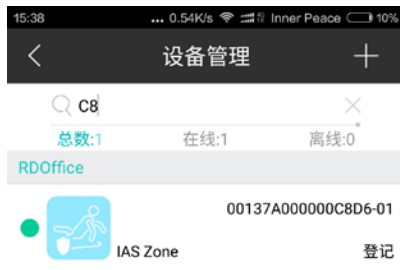 15:38 ... 0.54K/s Inner Peace 10%
设备管理
C8
总数:1 在线:1 离线:0
RDOffice
00137A000000C8D6-01
IAS Zone 登记